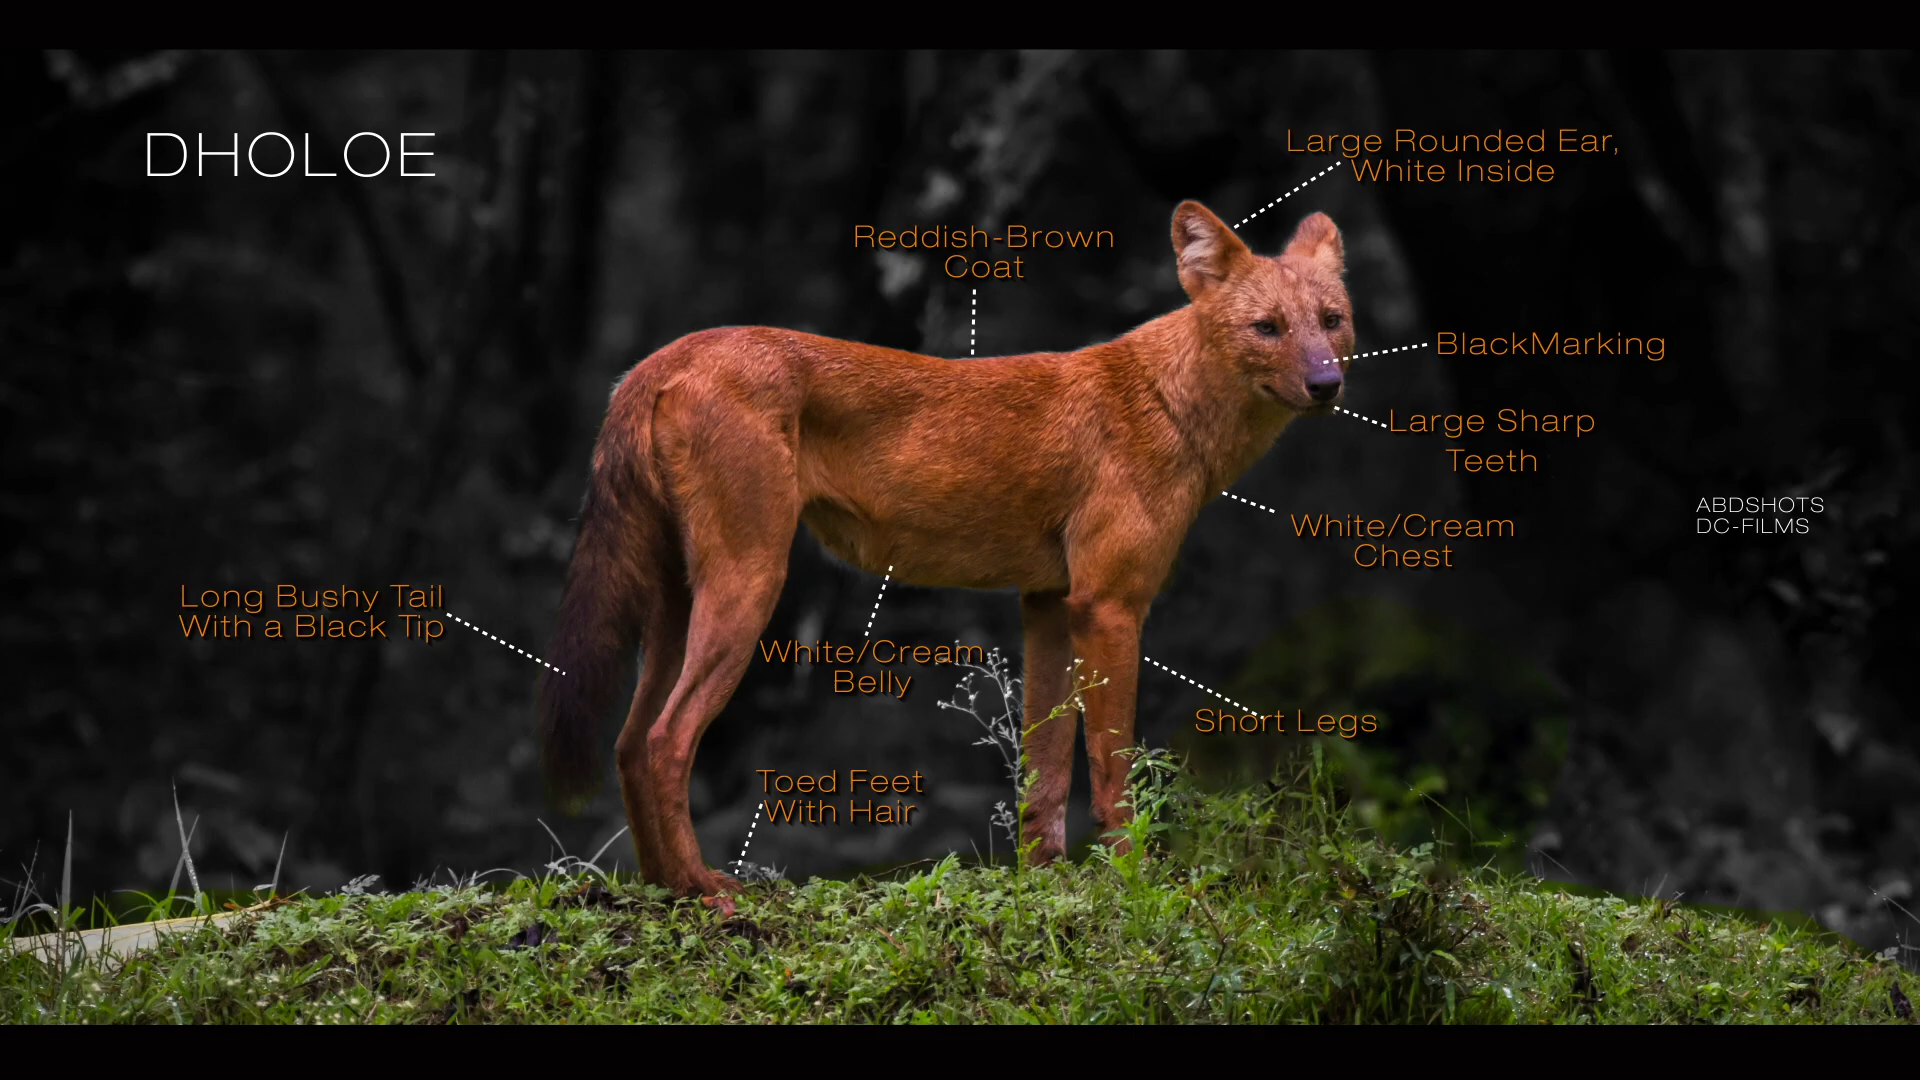 DHOLOE
Large Rounded Ear,
White Inside
Reddish-Brown
Coat
BlackMarking
Large Sharp
Teeth
ABDSHOTS
DC-FILMS
White/Cream
Chest
Long Bushy Tail
With a Black Tip
White/Cream
Belly
Short Legs
Toed Feet
With Hair